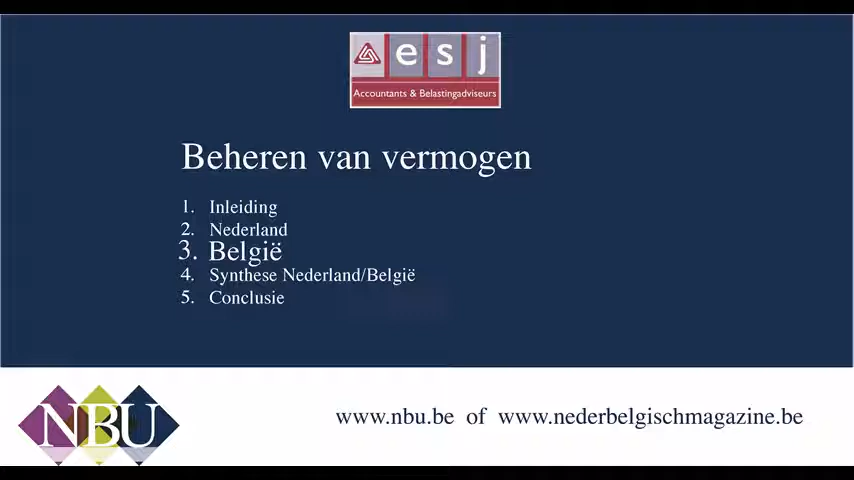 esj
Accountants & Belastingadviseurs
Beheren van vermogen
1. Inleiding
2. Nederland
3. België
4. Synthese Nederland/België
5. Conclusie
NBU
www.nbu.be of www.nederbelgischmagazine.be